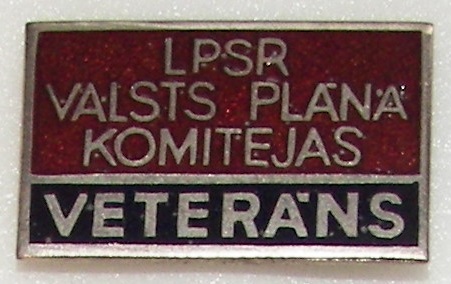 LPSR
VALSTS PLĀNA
KOMITEJAS
VETERĀNS